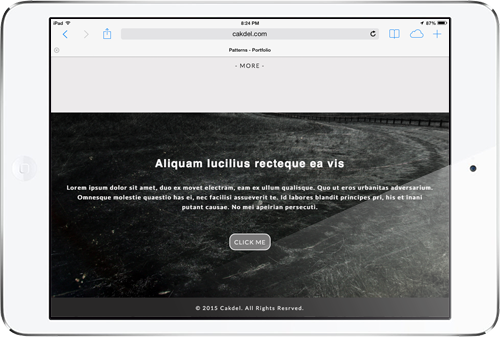 iPad 8:24 PM 87%
cakdel.com
Patterns - Portfolio
- MORE -
Aliquam lucilius recteque ea vis
Lorem ipsum dolor sit amet, duo ex movet electram, eam ex ullum qualisque. Quo ut eros urbanitas adversarium.
Omnesque molestie quaestio has ei, nec facilisi assueverit te. Id labores blandit principes pri, his et inani
putant causae. No mei apeirian persecuti.
CLICK ME
© 2015 Cakdel. All Rights Resrved.